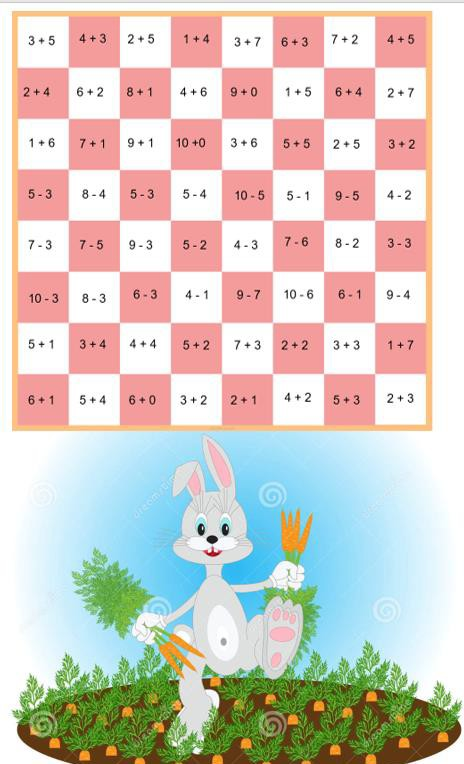 3 + 5 4 + 3 2 + 5 1 + 4 3 + 7 6 + 3 7 + 2 4 + 5
2 + 4 6 + 2 8 + 1 4 + 6 9 + 0 1 + 5 6 + 4 2 + 7
1 + 6 7 + 1 9 + 1 10 +0 3 + 6 5 + 5 2 + 5 3 + 2
5 - 3 8 - 4 5 - 3 5 - 4 10 - 5 5 - 1 9 - 5 4 - 2
7 - 3 7 - 5 9 - 3 5 - 2 4 - 3 7 - 6 8 - 2 3 - 3
10 - 3 8 - 3 6 - 3 4 - 1 9 - 7 10 - 6 6 - 1 9 - 4
5 + 1 3 + 4 4 + 4 5 + 2 7 + 3 2 + 2 3 + 3 1 + 7
6 + 1 5 + 4 6 + 0 3 + 2 2 + 1 4 + 2 5 + 3 2 + 3